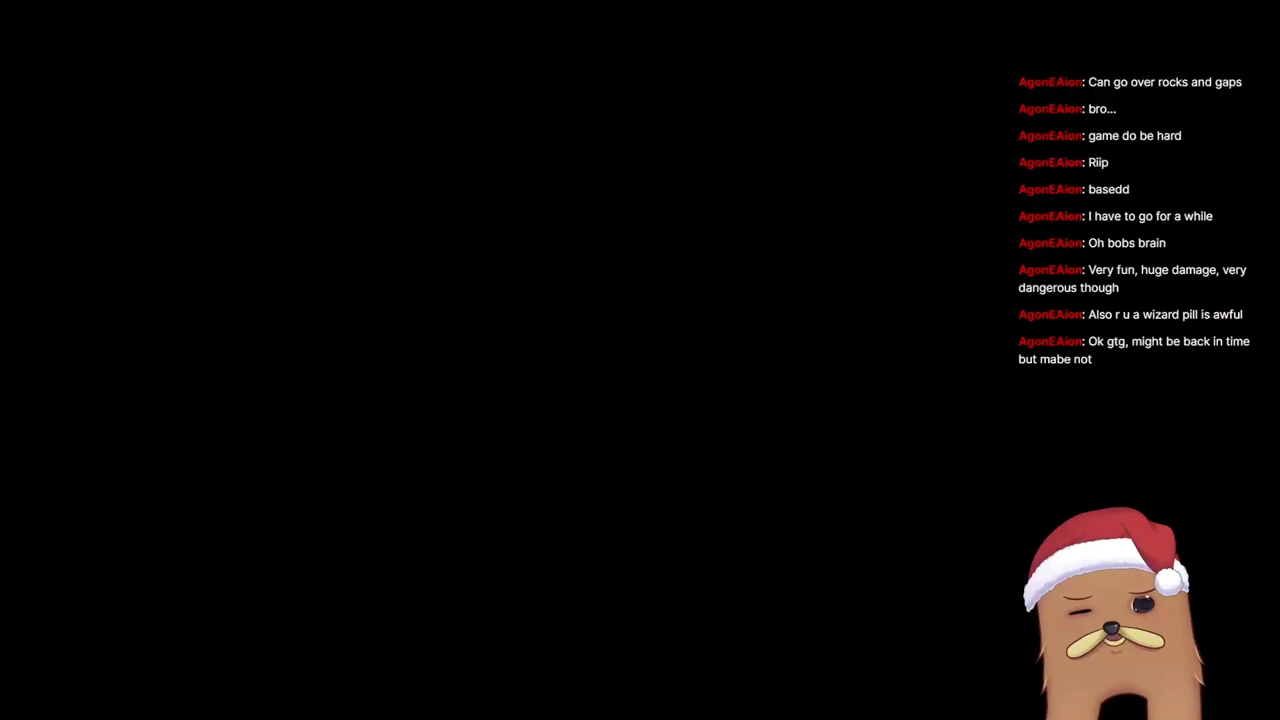 AgonEAion: Can go over rocks and gaps
AgonEAion: bro...
AgonEAion: game do be hard
AgonEAion: Riip
AgonEAion: basedd
AgonEAion: I have to go for a while
AgonEAion: Oh bobs brain
AgonEAion: Very fun, huge damage, very
dangerous though
AgonEAion: Also r u a wizard pill is awful
AgonEAion: Ok gtg, might be back in time
but mabe not